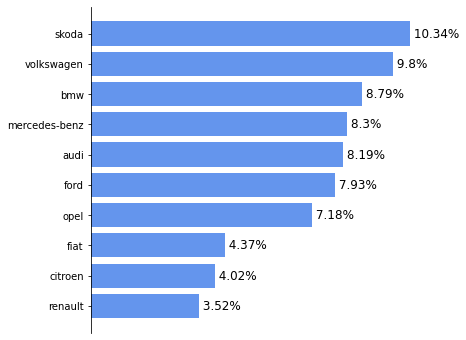 skoda 10.34%
volkswagen 9.8%
bmw 8.79%
mercedes-benz 8.3%
audi 8.19%
ford 7.93%
opel 7.18%
fiat 4.37%
citroen 4.02%
renault 3.52%